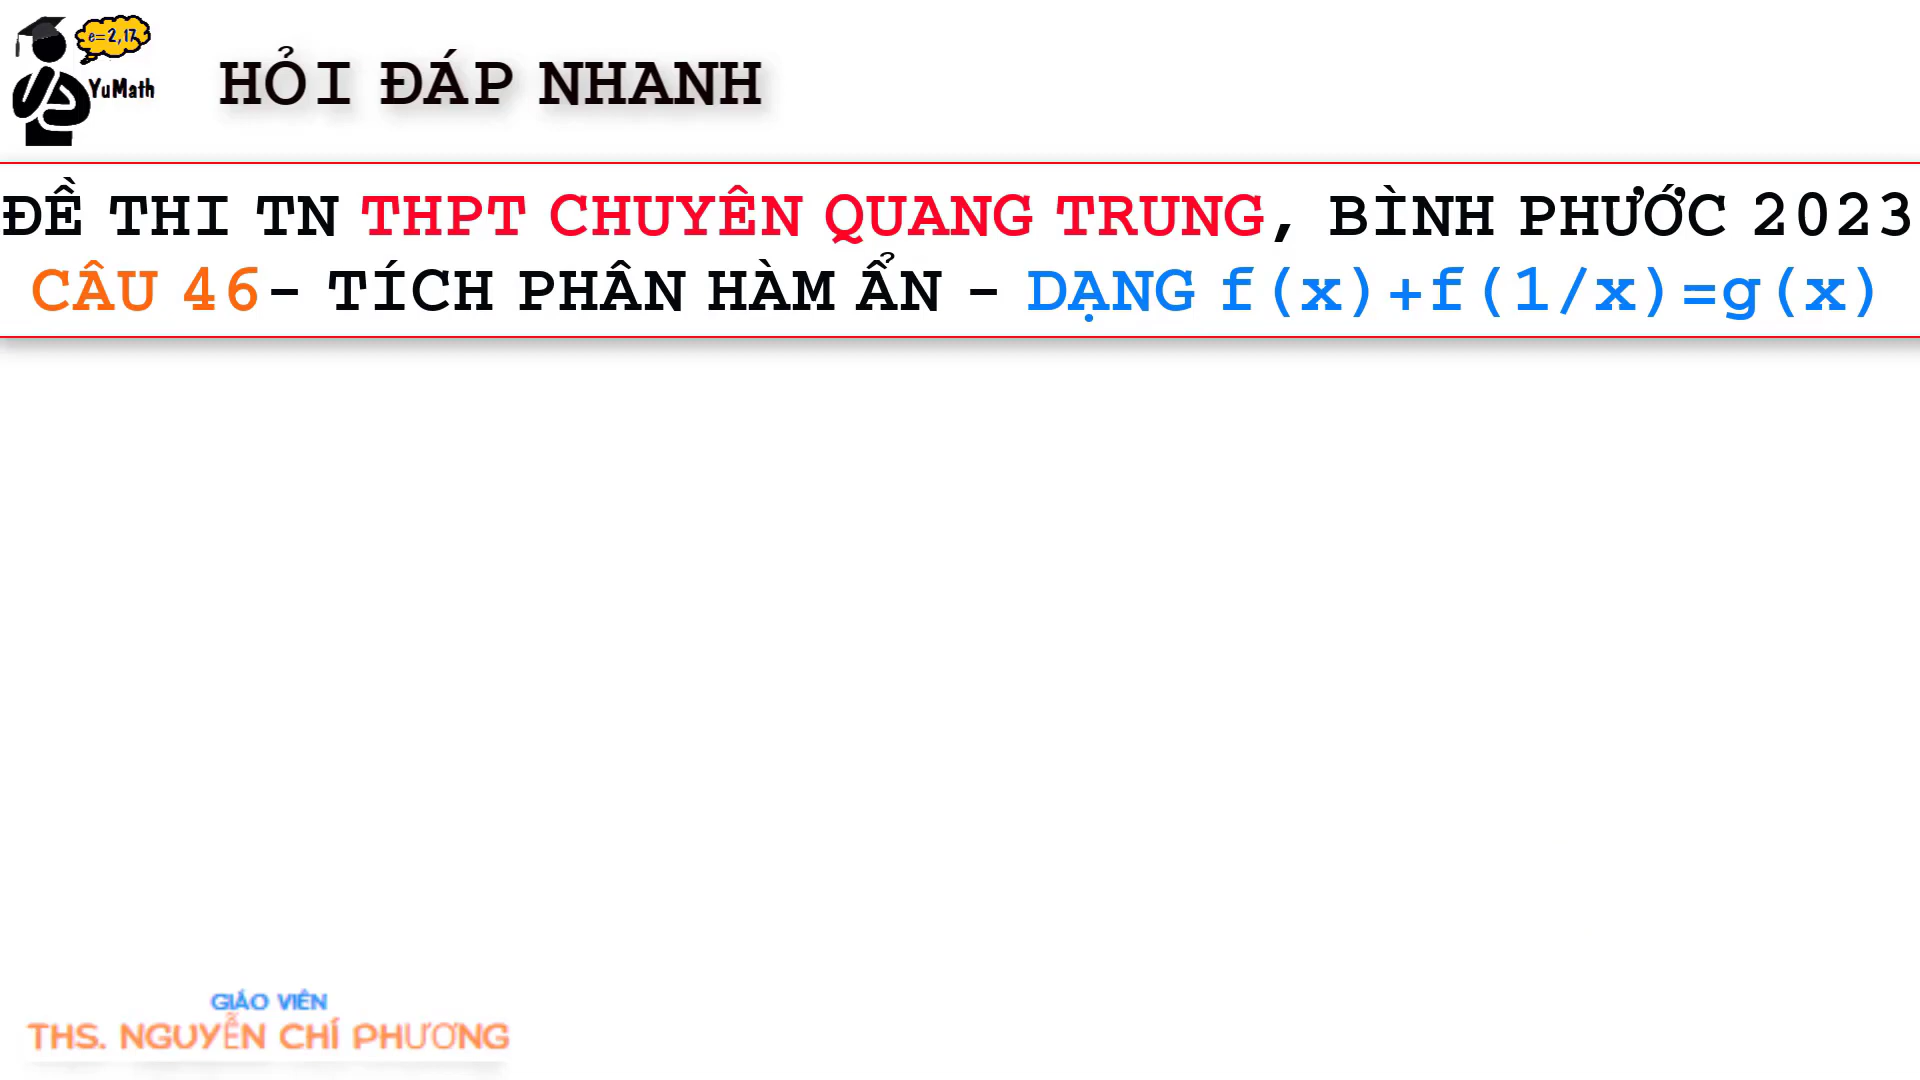 e=2,17
YuMath
HỎI ĐÁP NHANH
ĐỀ THI TN THPT CHUYÊN QUANG TRUNG, BÌNH PHƯỚC 2023
CÂU 46- TÍCH PHÂN HÀM ẨN - DẠNG f(x)+f(1/x)=g(x)
GIÁO VIÊN
THS. NGUYỄN CHÍ PHƯƠNG